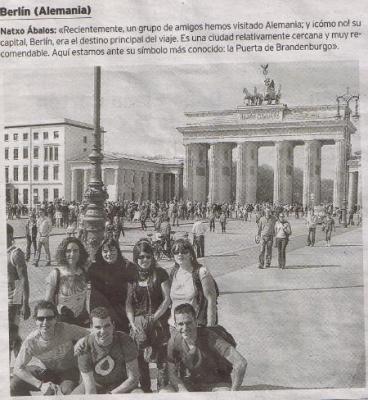 Berlín (Alemania)
Natxo Ábalos: «Recientemente, un grupo de amigos hemos visitado Alemania; y ¡cómo no! su
capital, Berlín, era el destino principal del viaje. Es una ciudad relativamente cercana y muy re-
comendable. Aquí estamos ante su símbolo más conocido: la Puerta de Brandenburgo».